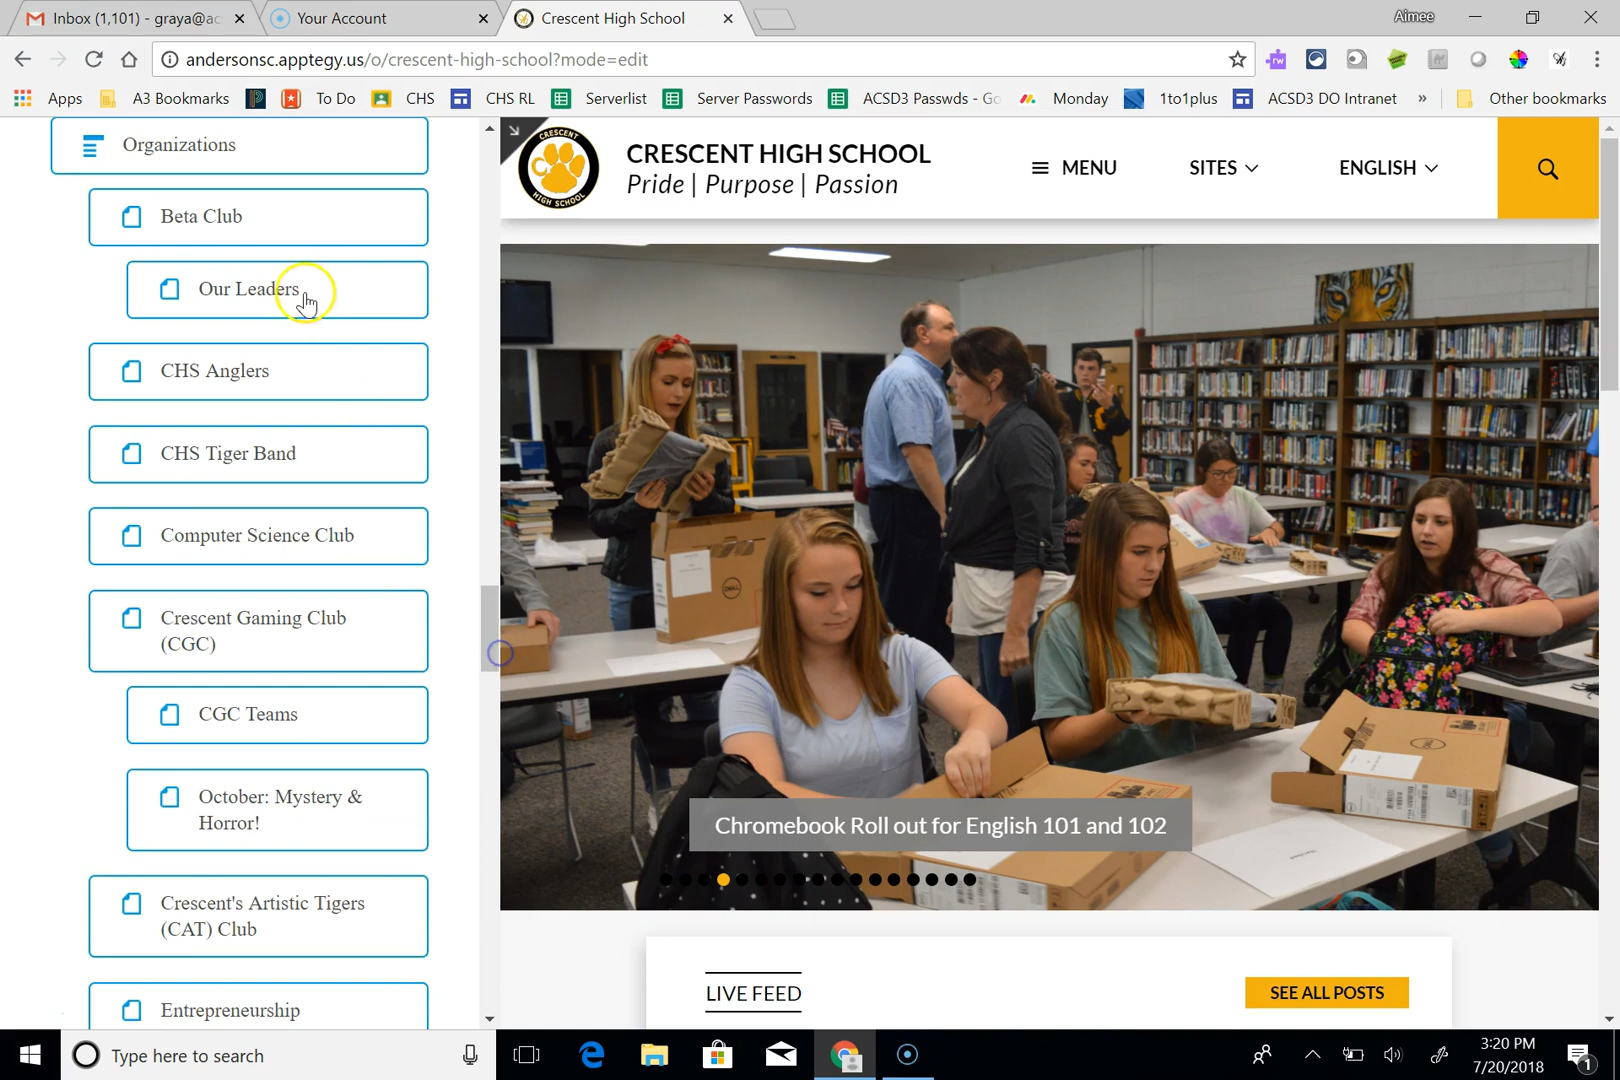 Inbox (1,101) - graya@ac
Your Account
Crescent High School
Aimee
andersonsc.apptegy.us/o/crescent-high-school?mode=edit
Apps
A3 Bookmarks
To Do
CHS
CHS RL
Serverlist
Server Passwords
ACSD3 Passwds - Go
Monday
1to1plus
ACSD3 DO Intranet
»
Other bookmarks
Organizations
Beta Club
Our Leaders
CHS Anglers
CHS Tiger Band
Computer Science Club
Crescent Gaming Club
(CGC)
CGC Teams
October: Mystery &
Horror!
Crescent's Artistic Tigers
(CAT) Club
Entrepreneurship
CRESCENT
HIGH SCHOOL
CRESCENT HIGH SCHOOL
Pride | Purpose | Passion
MENU
SITES
ENGLISH
Chromebook Roll out for English 101 and 102
LIVE FEED
SEE ALL POSTS
Type here to search
3:20 PM
7/20/2018
1